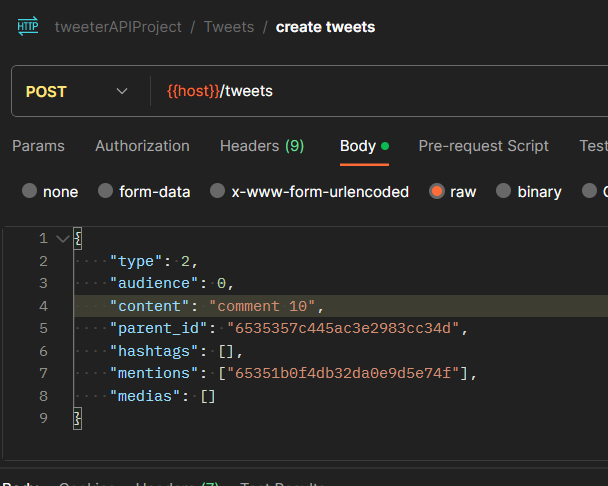 HTTP tweeterAPIProject / Tweets / create tweets
POST {{host}}/tweets
Params Authorization Headers (9) Body Pre-request Script
none form-data x-www-form-urlencoded raw binary
1 {
2 "type": 2,
3 "audience": 0,
4 "content": "comment 10",
5 "parent_id": "6535357c445ac3e2983cc34d",
6 "hashtags": [],
7 "mentions": ["65351b0f4db32da0e9d5e74f"],
8 "medias": []
9 }